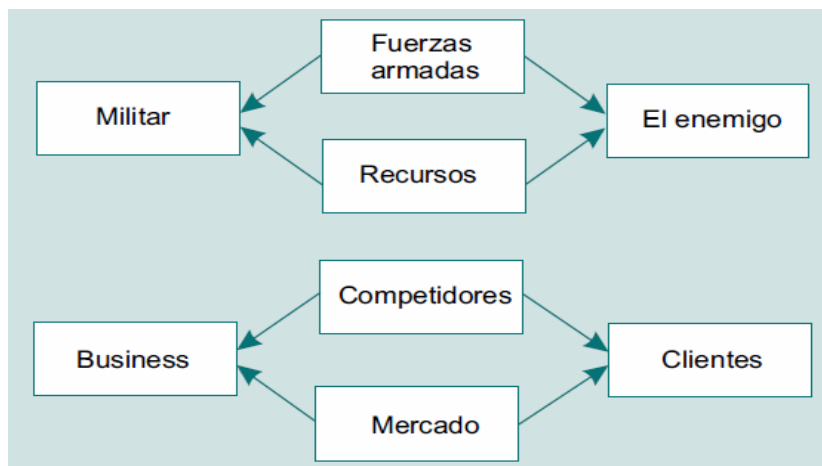 Fuerzas
armadas
Militar
El enemigo
Recursos
Competidores
Business
Clientes
Mercado